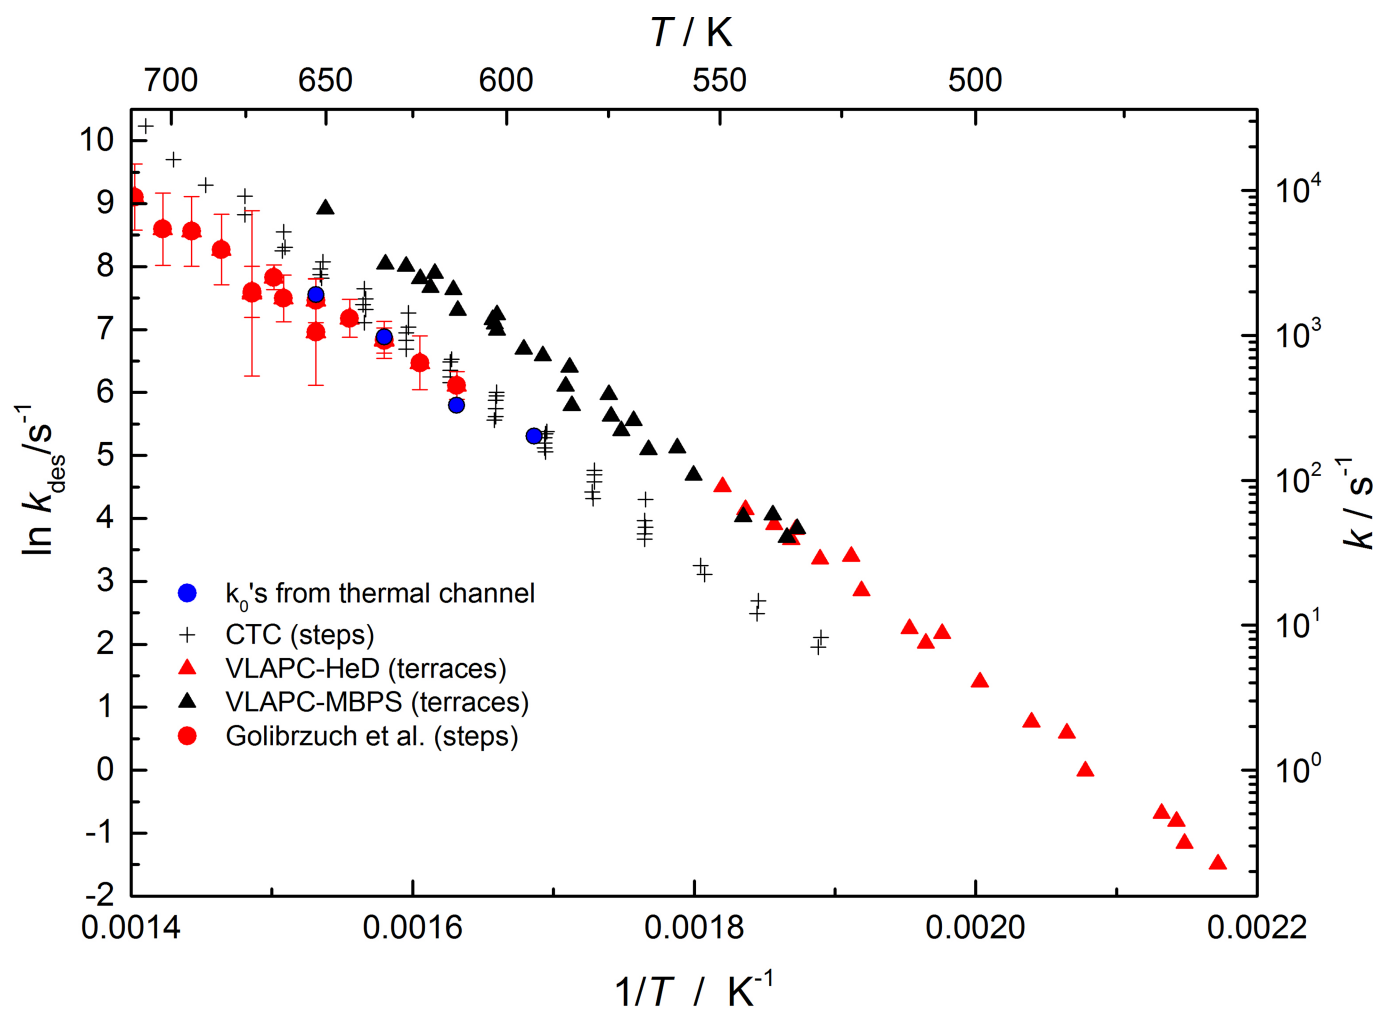 T / K
700 650 600 550 500
10
9
8
7
6
5
4
3
2
1
0
-1
-2
ln k_des/s^-1
10^4
10^3
10^2
10^1
10^0
k / s^-1
k_0's from thermal channel
CTC (steps)
VLAPC-HeD (terraces)
VLAPC-MBPS (terraces)
Golibrzuch et al. (steps)
0.0014 0.0016 0.0018 0.0020 0.0022
1/T / K^-1